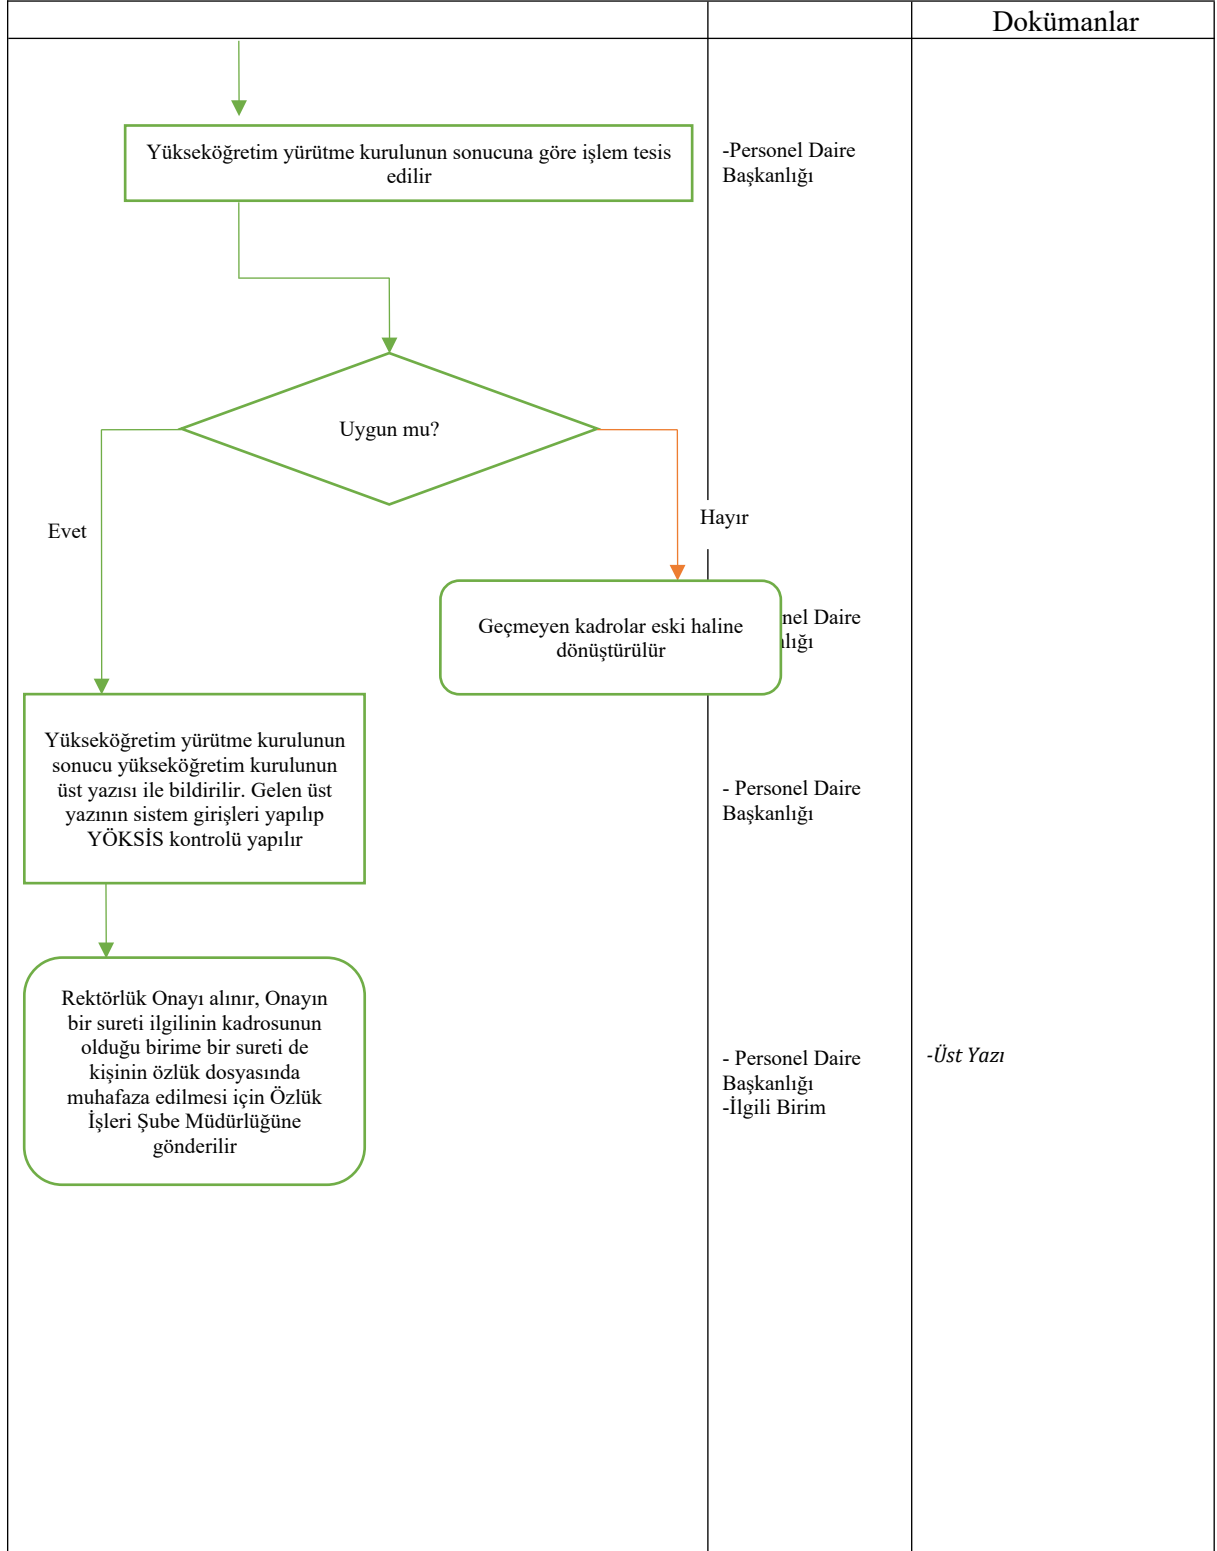 Dokümanlar
Yükseköğretim yürütme kurulunun sonucuna göre işlem tesis
edilir
-Personel Daire
Başkanlığı
Uygun mu?
Evet
Hayır
Geçmeyen kadrolar eski haline
dönüştürülür
nel Daire
lığı
Yükseköğretim yürütme kurulunun
sonucu yükseköğretim kurulunun
üst yazısı ile bildirilir. Gelen üst
yazının sistem girişleri yapılıp
YÖKSİS kontrolü yapılır
- Personel Daire
Başkanlığı
Rektörlük Onayı alınır, Onayın
bir sureti ilgilinin kadrosunun
olduğu birime bir sureti de
kişinin özlük dosyasında
muhafaza edilmesi için Özlük
İşleri Şube Müdürlüğüne
gönderilir
- Personel Daire
Başkanlığı
-İlgili Birim
-Üst Yazı